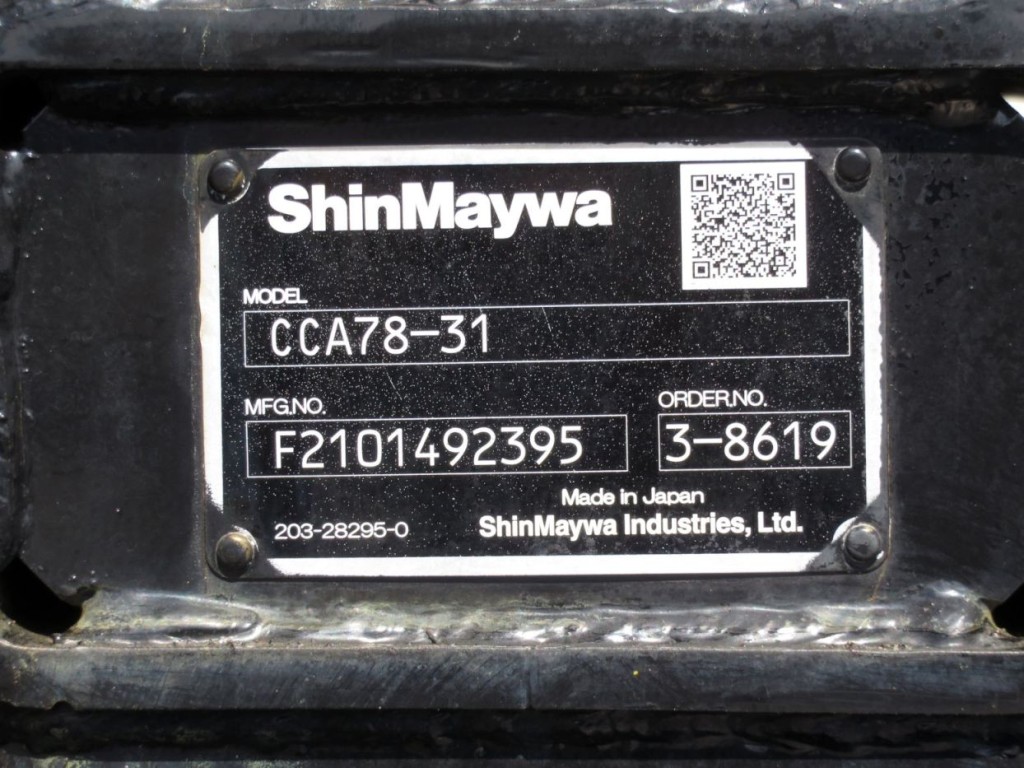 ShinMaywa
MODEL
CCA78-31
MFG.NO.
ORDER.NO.
F2101492395
3-8619
Made in Japan
203-28295-0
ShinMaywa Industries, Ltd.